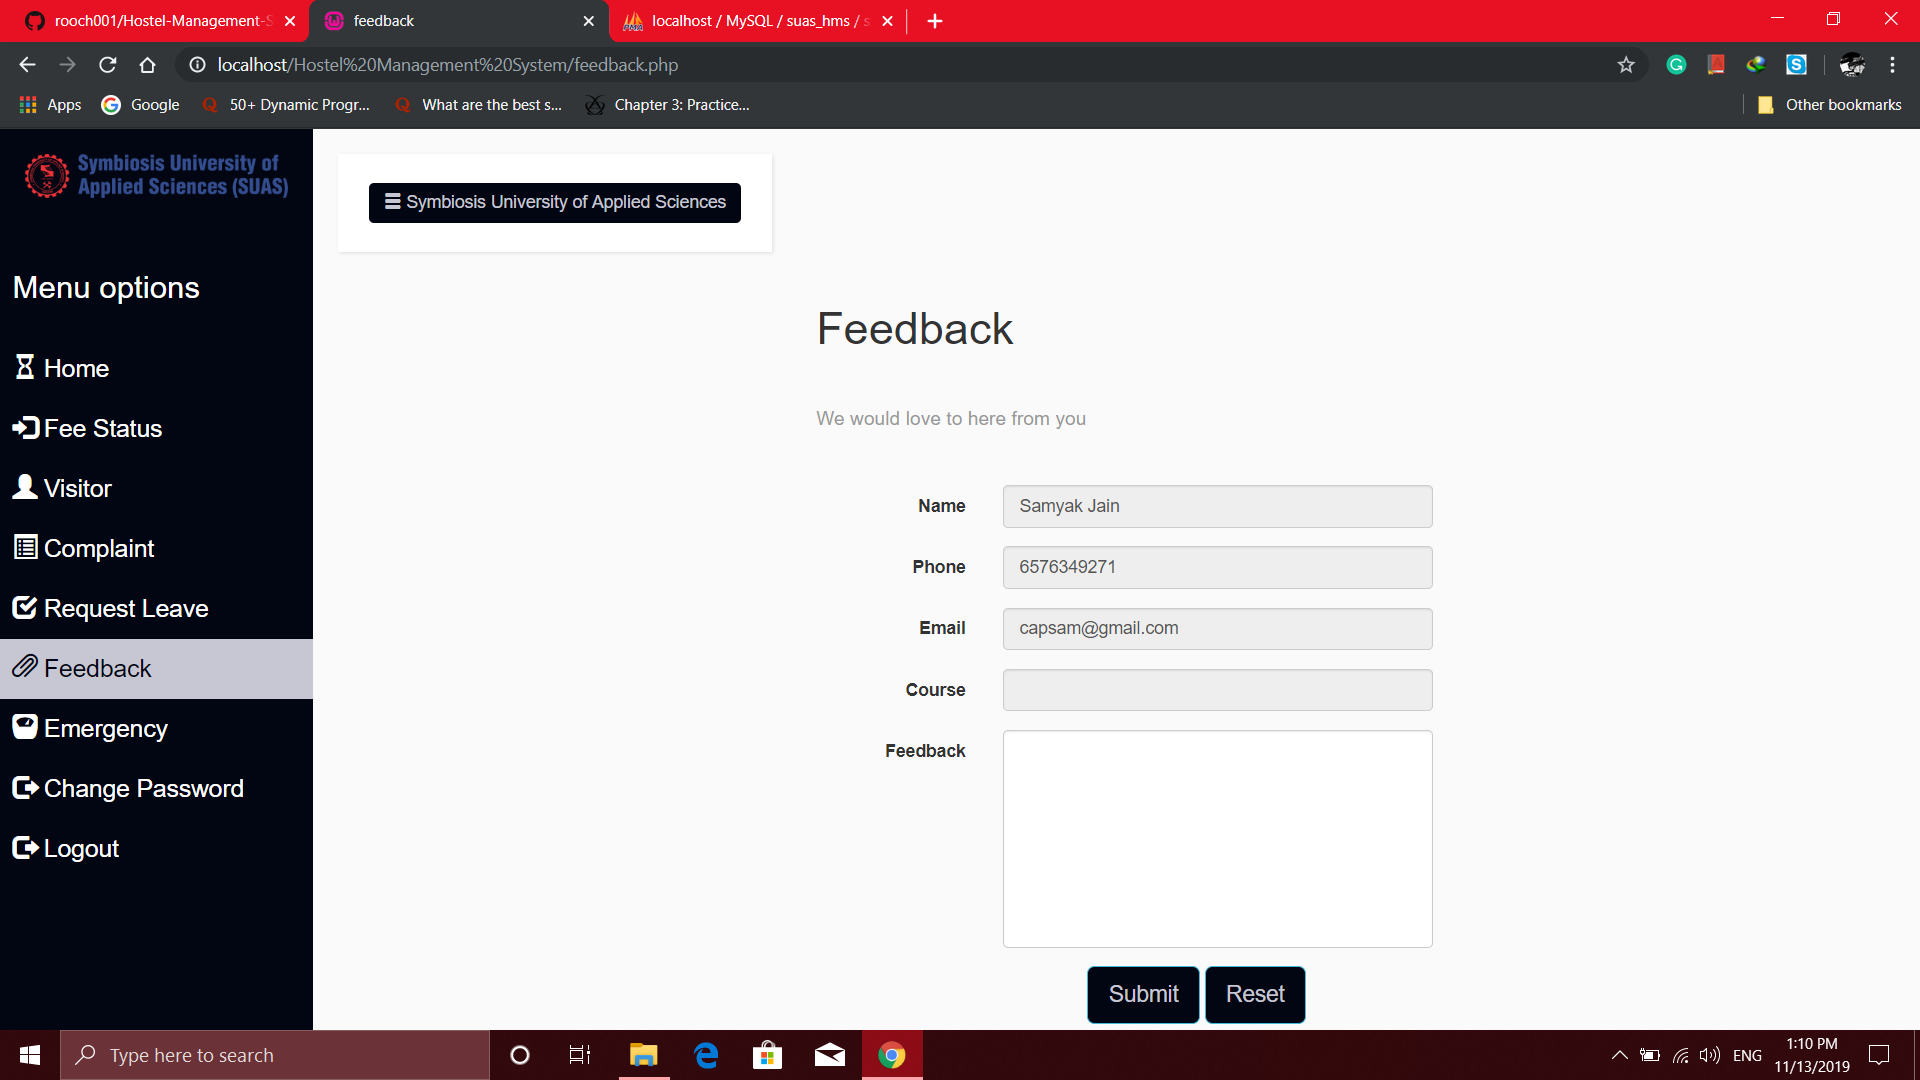 rooch001/Hostel-Management-S
feedback
localhost / MySQL / suas_hms / s
localhost/Hostel%20Management%20System/feedback.php
Apps
Google
50+ Dynamic Progr...
What are the best s...
Chapter 3: Practice...
Other bookmarks
Symbiosis University of
Applied Sciences (SUAS)
Symbiosis University of Applied Sciences
Menu options
Home
Fee Status
Visitor
Complaint
Request Leave
Feedback
Emergency
Change Password
Logout
Feedback
We would love to here from you
Name
Samyak Jain
Phone
6576349271
Email
capsam@gmail.com
Course
Feedback
Submit
Reset
Type here to search
ENG
1:10 PM
11/13/2019